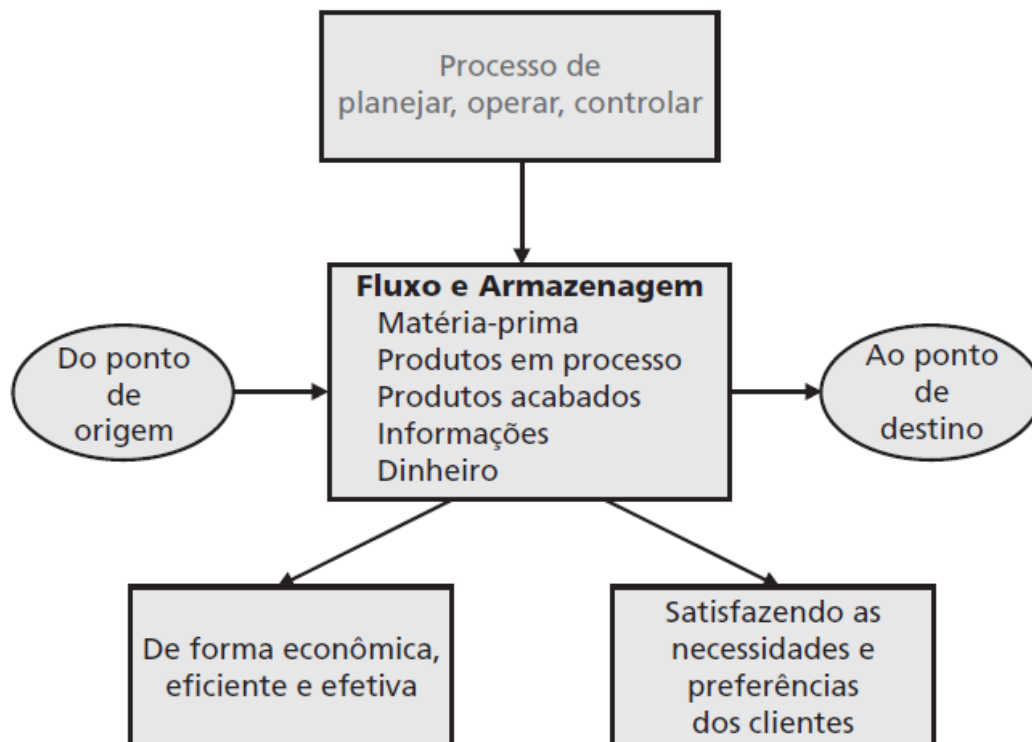 Processo de
planejar, operar, controlar
Fluxo e Armazenagem
Matéria-prima
Produtos em processo
Produtos acabados
Informações
Dinheiro
Do ponto
de
origem
Ao ponto
de
destino
De forma econômica,
eficiente e efetiva
Satisfazendo as
necessidades e
preferências
dos clientes